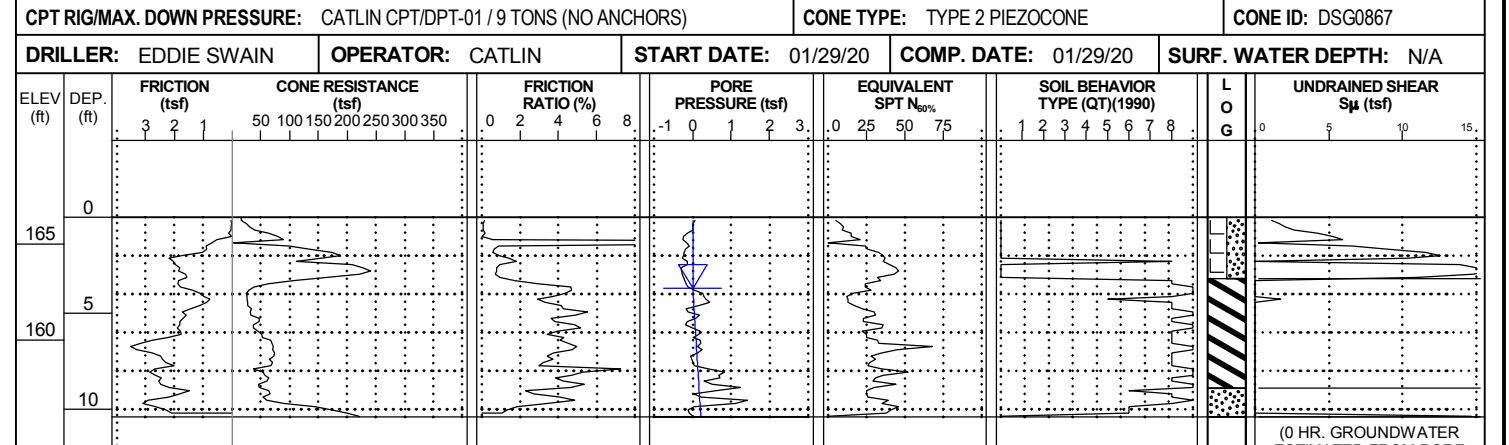 CPT RIG/MAX. DOWN PRESSURE: CATLIN CPT/DPT-01 / 9 TONS (NO ANCHORS) CONE TYPE: TYPE 2 PIEZOCONE CONE ID: DSG0867
DRILLER: EDDIE SWAIN OPERATOR: CATLIN START DATE: 01/29/20 COMP. DATE: 01/29/20 SURF. WATER DEPTH: N/A
ELEV (ft)
DEP. (ft)
FRICTION (tsf)
3 2 1
CONE RESISTANCE (tsf)
50 100 150 200 250 300 350
FRICTION RATIO (%)
0 2 4 6 8
PORE PRESSURE (tsf)
-1 0 1 2 3
EQUIVALENT SPT N60%
0 25 50 75
SOIL BEHAVIOR TYPE (QT)(1990)
1 2 3 4 5 6 7 8
L
O
G
UNDRAINED SHEAR
Sμ (tsf)
0 5 10 15
0
165
5
160
10
(0 HR. GROUNDWATER